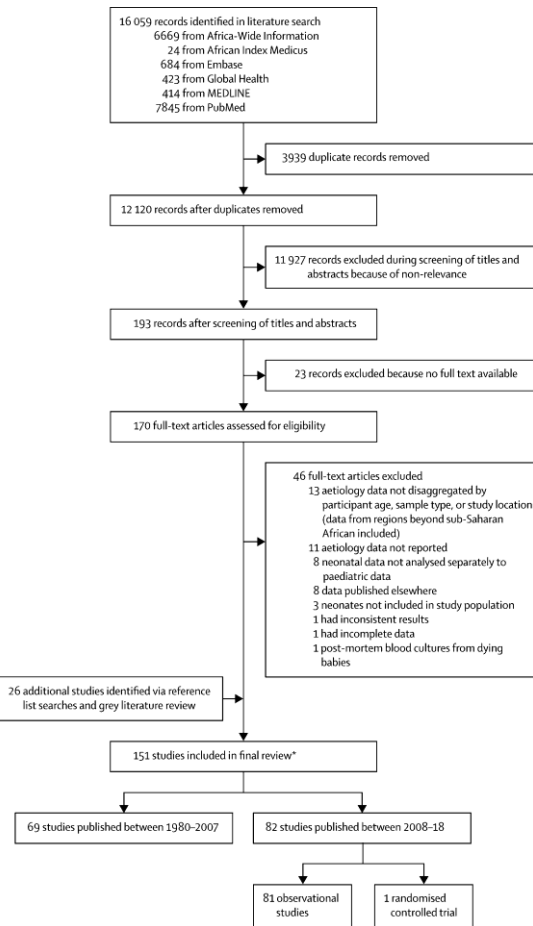 16 059 records identified in literature search
6669 from Africa-Wide Information
24 from African Index Medicus
684 from Embase
423 from Global Health
414 from MEDLINE
7845 from PubMed
3939 duplicate records removed
12 120 records after duplicates removed
11 927 records excluded during screening of titles and
abstracts because of non-relevance
193 records after screening of titles and abstracts
23 records excluded because no full text available
170 full-text articles assessed for eligibility
46 full-text articles excluded
13 aetiology data not disaggregated by
participant age, sample type, or study location
(data from regions beyond sub-Saharan
African included)
11 aetiology data not reported
8 neonatal data not analysed separately to
paediatric data
8 data published elsewhere
3 neonates not included in study population
1 had inconsistent results
1 had incomplete data
1 post-mortem blood cultures from dying
babies
26 additional studies identified via reference
list searches and grey literature review
151 studies included in final review*
69 studies published between 1980–2007
82 studies published between 2008–18
81 observational
studies
1 randomised
controlled trial